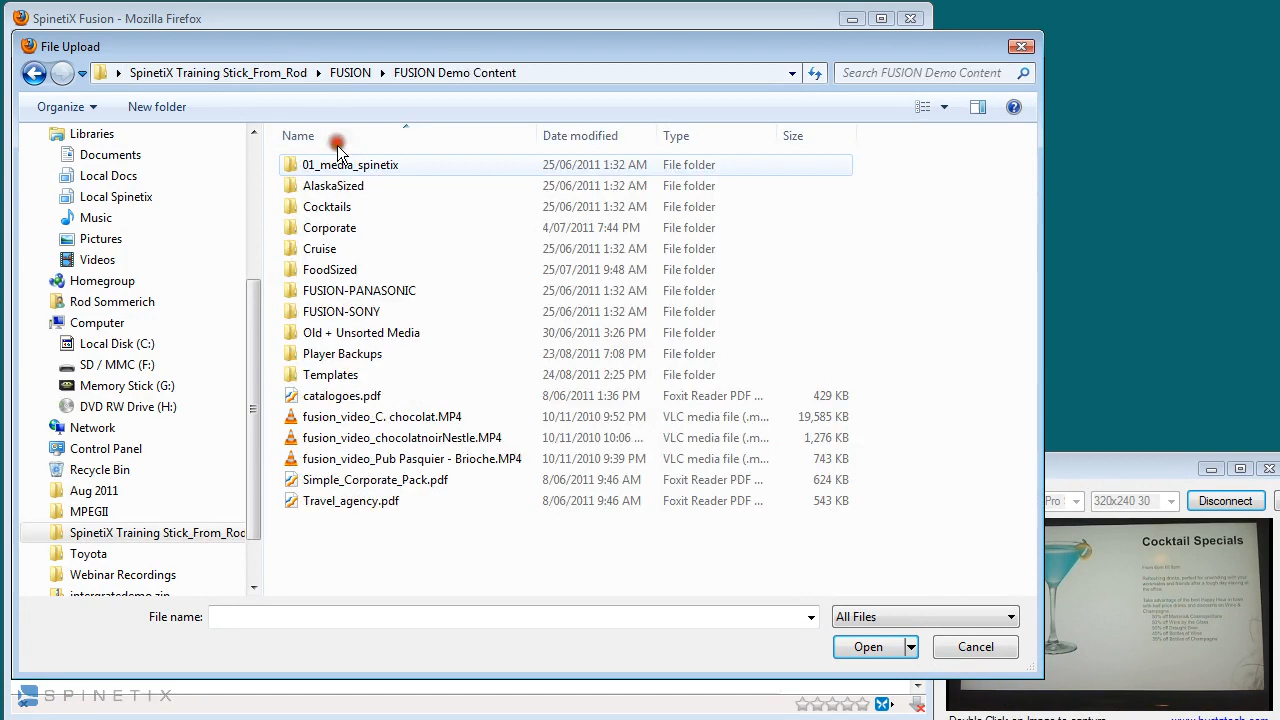 SpinetiX Fusion - Mozilla Firefox
File Upload
SpinetiX Training Stick_From_Rod
FUSION
FUSION Demo Content
Search FUSION Demo Content
Organize
New folder
Name
Date modified
Type
Size
Libraries
Documents
Local Docs
Local Spinetix
Music
Pictures
Videos
Homegroup
Rod Sommerich
Computer
Local Disk (C:)
SD / MMC (F:)
Memory Stick (G:)
DVD RW Drive (H:)
Network
Control Panel
Recycle Bin
Aug 2011
MPEGII
SpinetiX Training Stick_From_Rod
Toyota
Webinar Recordings
01_media_spinetix 25/06/2011 1:32 AM File folder
AlaskaSized 25/06/2011 1:32 AM File folder
Cocktails 25/06/2011 1:32 AM File folder
Corporate 4/07/2011 7:44 PM File folder
Cruise 25/06/2011 1:32 AM File folder
FoodSized 25/07/2011 9:48 AM File folder
FUSION-PANASONIC 25/06/2011 1:32 AM File folder
FUSION-SONY 25/06/2011 1:32 AM File folder
Old + Unsorted Media 30/06/2011 3:26 PM File folder
Player Backups 23/08/2011 7:08 PM File folder
Templates 24/08/2011 2:25 PM File folder
cataloges.pdf 8/06/2011 1:36 PM Foxit Reader PDF ... 429 KB
fusion_video_C. chocolat.MP4 10/11/2010 9:52 PM VLC media file (.m... 19,585 KB
fusion_video_chocolatnoirNestle.MP4 10/11/2010 10:06 ... VLC media file (.m... 1,276 KB
fusion_video_Pub Pasquier - Brioche.MP4 10/11/2010 9:39 PM VLC media file (.m... 743 KB
Simple_Corporate_Pack.pdf 8/06/2011 9:46 AM Foxit Reader PDF ... 624 KB
Travel_agency.pdf 8/06/2011 9:46 AM Foxit Reader PDF ... 543 KB
File name:
All Files
Open
Cancel
SPINETIX
Pro S
320x240 30
Disconnect
Cocktail Specials